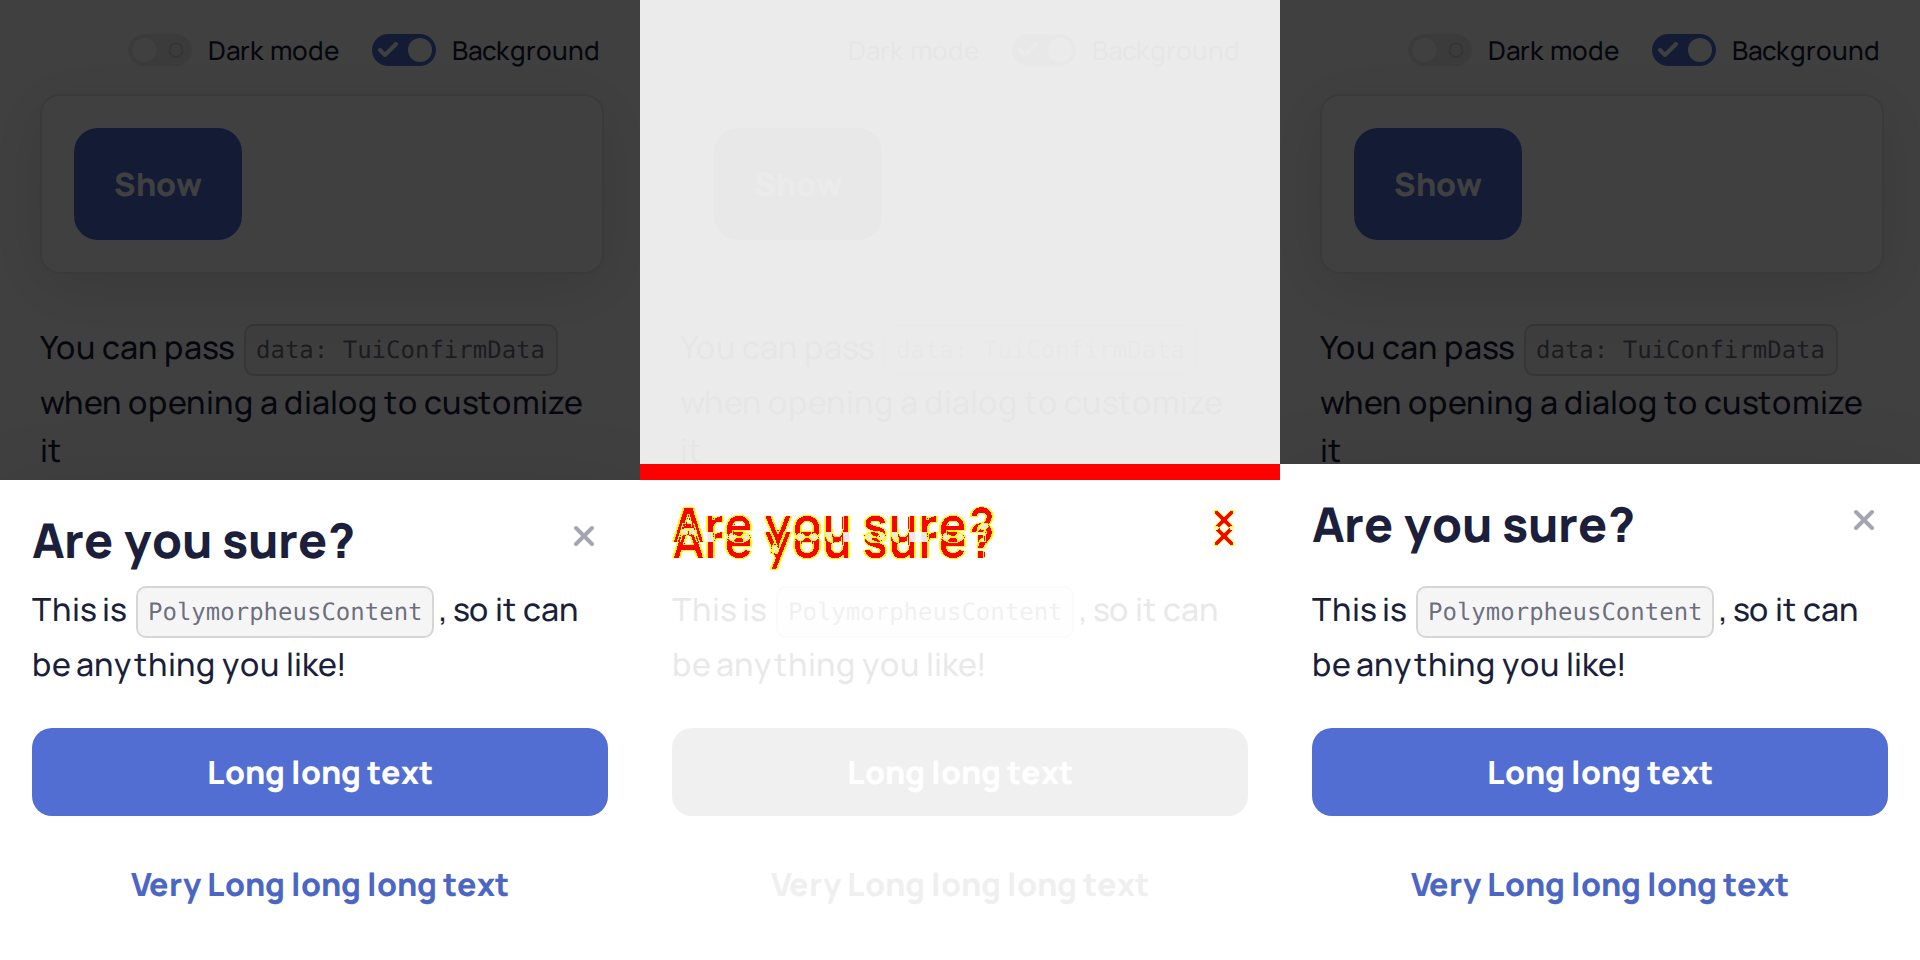 Dark mode Background
Show
You can pass data: TuiConfirmData
when opening a dialog to customize
it
Are you sure?
This is PolymorpheusContent , so it can
be anything you like!
Long long text
Very Long long long text
Dark mode Background
Show
You can pass data: TuiConfirmData
when opening a dialog to customize
it
Are you sure?
Are you sure?
This is PolymorpheusContent , so it can
be anything you like!
Long long text
Very Long long long text
Dark mode Background
Show
You can pass data: TuiConfirmData
when opening a dialog to customize
it
Are you sure?
This is PolymorpheusContent , so it can
be anything you like!
Long long text
Very Long long long text